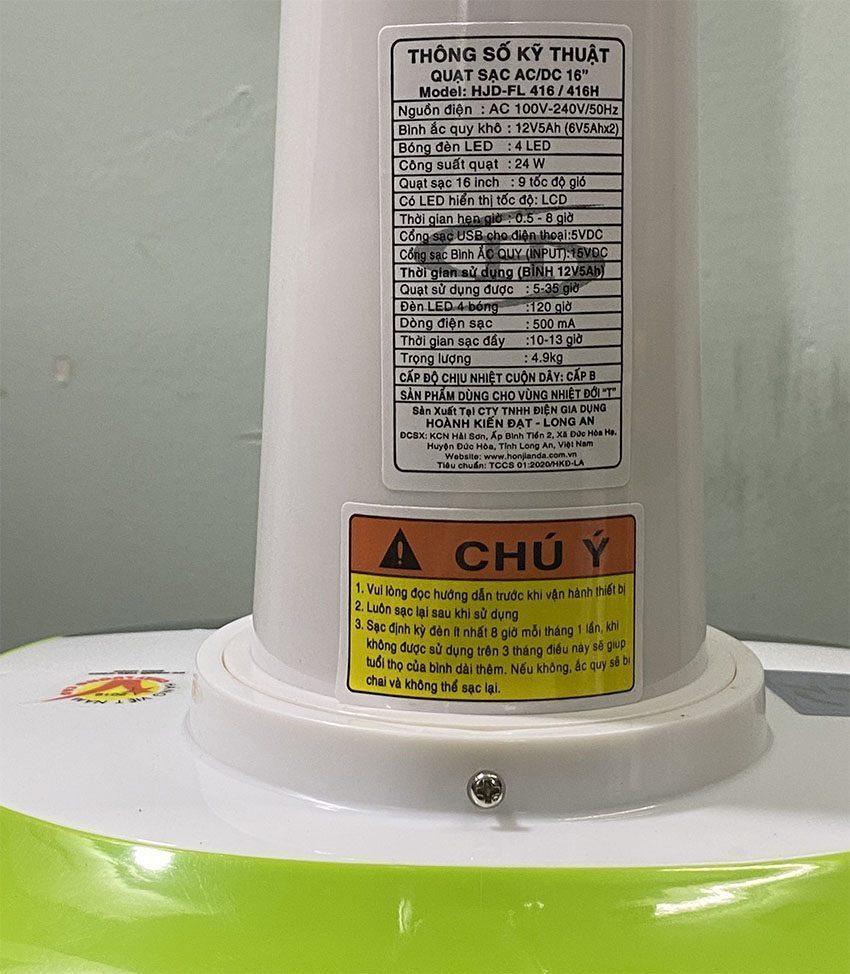 THÔNG SỐ KỸ THUẬT
QUẠT SẠC AC/DC 16"
Model: HJD-FL 416 / 416H
Nguồn điện : AC 100V-240V/50Hz
Bình ắc quy khô : 12V5Ah (6V5Ahx2)
Bóng đèn LED : 4 LED
Công suất quạt : 24 W
Quạt sạc 16 inch : 9 tốc độ gió
Có LED hiển thị tốc độ: LCD
Thời gian hẹn giờ : 0.5 - 8 giờ
Cổng sạc USB cho điện thoại:5VDC
Cổng sạc Bình ẮC QUY (INPUT):15VDC
Thời gian sử dụng (BÌNH 12V5Ah)
Quạt sử dụng được : 5-35 giờ
Đèn LED 4 bóng :120 giờ
Dòng điện sạc : 500 mA
Thời gian sạc đầy :10-13 giờ
Trọng lượng : 4.9kg
CẤP ĐỘ CHỊU NHIỆT CUỘN DÂY: CẤP B
SẢN PHẨM DÙNG CHO VÙNG NHIỆT ĐỚI "T"
Sản Xuất Tại CTY TNHH ĐIỆN GIA DỤNG
HOÀNH KIẾN ĐẠT - LONG AN
ĐCSX: KCN Hải Sơn, Ấp Bình Tiền 2, Xã Đức Hòa Hạ,
Huyện Đức Hòa, Tỉnh Long An, Việt Nam
Website: www.honjianda.com.vn
Tiêu chuẩn: TCCS 01:2020/HKĐ-LA
CHÚ Ý
1. Vui lòng đọc hướng dẫn trước khi vận hành thiết bị
2. Luôn sạc lại sau khi sử dụng
3. Sạc định kỳ đèn ít nhất 8 giờ mỗi tháng 1 lần, khi
không được sử dụng trên 3 tháng điều này sẽ giúp
tuổi thọ của bình dài thêm. Nếu không, ắc quy sẽ bị
chai và không thể sạc lại.
HÀNG VIỆT NAM